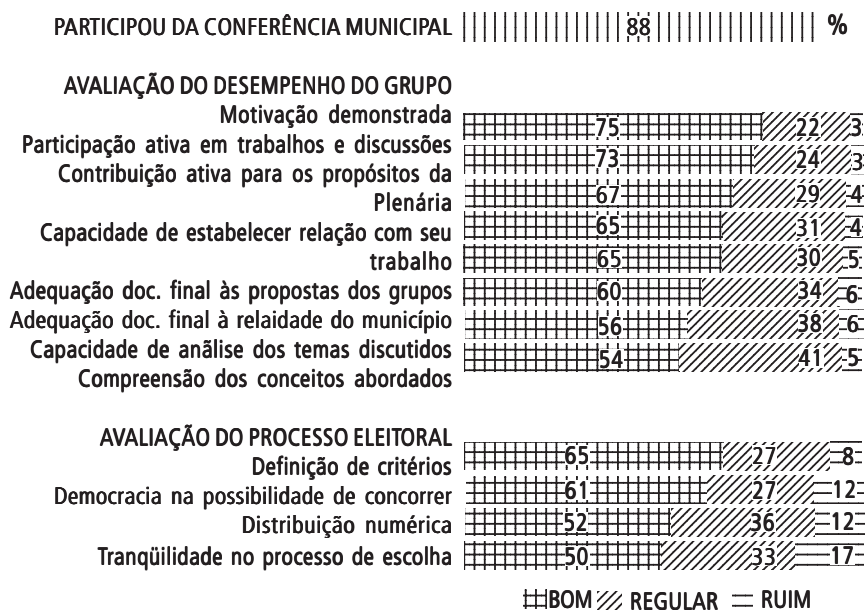 PARTICIPOU DA CONFERÊNCIA MUNICIPAL 88 %
AVALIAÇÃO DO DESEMPENHO DO GRUPO
Motivação demonstrada 75 22 3
Participação ativa em trabalhos e discussões 73 24 3
Contribuição ativa para os propósitos da
Plenária 67 29 4
Capacidade de estabelecer relação com seu 65 31 4
trabalho 65 30 5
Adequação doc. final às propostas dos grupos 60 34 6
Adequação doc. final à relaidade do município 56 38 6
Capacidade de anãlise dos temas discutidos 54 41 5
Compreensão dos conceitos abordados
AVALIAÇÃO DO PROCESSO ELEITORAL 65 27 8
Definição de critérios
Democracia na possibilidade de concorrer 61 27 12
Distribuição numérica 52 36 12
Tranqüilidade no processo de escolha 50 33 17
BOM REGULAR RUIM